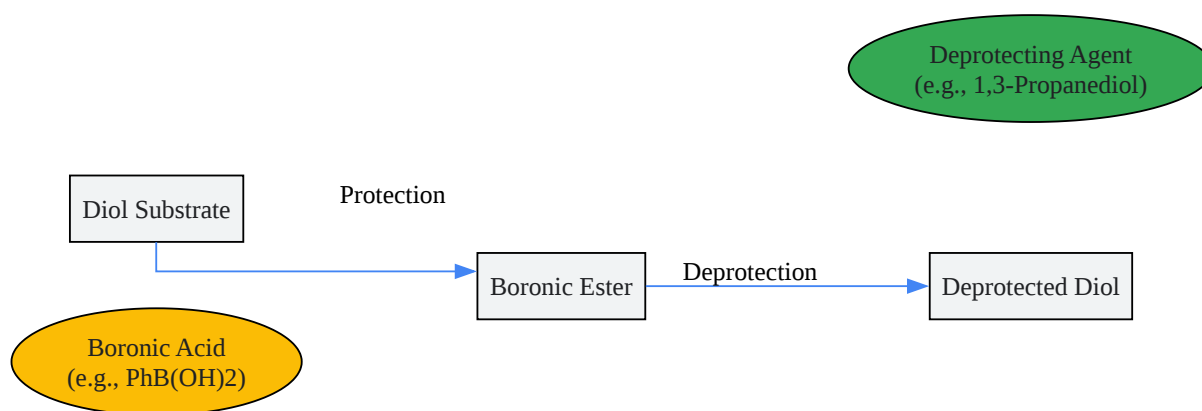 Deprotecting Agent
(e.g., 1,3-Propanediol)
Protection
Diol Substrate
Deprotection
Boronic Ester
Deprotected Diol
Boronic Acid
(e.g., PhB(OH)2)